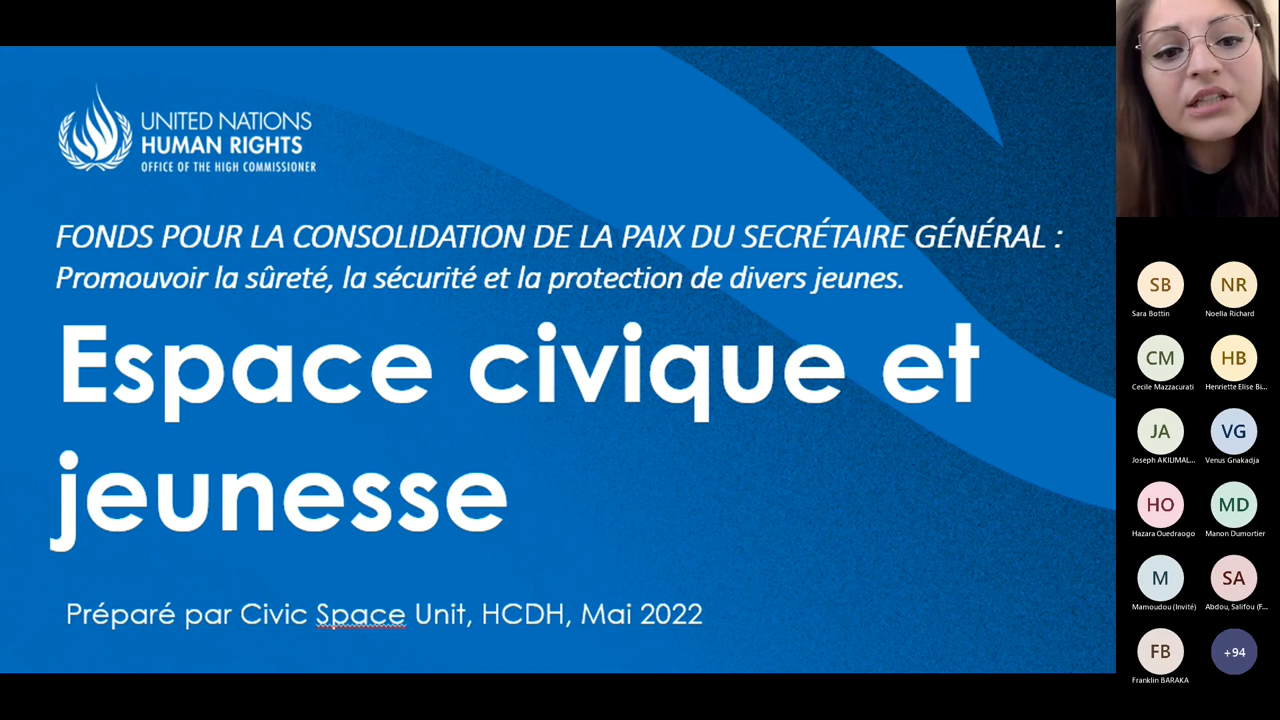 UNITED NATIONS
HUMAN RIGHTS
OFFICE OF THE HIGH COMMISSIONER
FONDS POUR LA CONSOLIDATION DE LA PAIX DU SECRÉTAIRE GÉNÉRAL :
Promouvoir la sûreté, la sécurité et la protection de divers jeunes.
Espace civique et
jeunesse
Préparé par Civic Space Unit, HCDH, Mai 2022
SB NR
Sara Bottin Noella Richard
CM HB
Cecile Mazzacurati Henriette Elise Bi...
JA VG
Joseph AKILIMAL... Venus Gnakadja
HO MD
Hazara Ouedraogo Manon Dumortier
M SA
Mamoudou (Invité) Abdou, Salifou (F...
FB +94
Franklin BARAKA